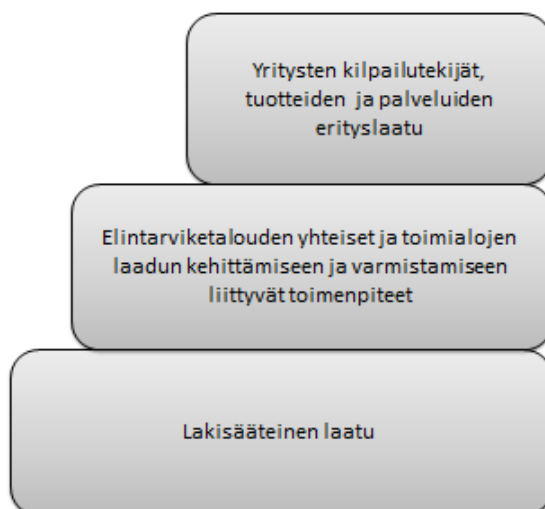 Yritysten kilpailutekijät,
tuotteiden ja palveluiden
erityslaatu
Elintarviketalouden yhteiset ja toimialojen
laadun kehittämiseen ja varmistamiseen
liittyvät toimenpiteet
Lakisääteinen laatu